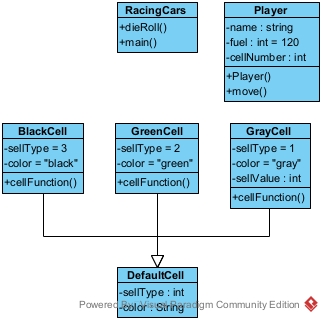 RacingCars
+dieRoll()
+main()
Player
-name : string
-fuel : int = 120
-cellNumber : int
+Player()
+move()
BlackCell
-sellType = 3
-color = "black"
+cellFunction()
GreenCell
-sellType = 2
-color = "green"
+cellFunction()
GrayCell
-sellType = 1
-color = "gray"
-sellValue : int
+cellFunction()
DefaultCell
-sellType : int
-color : String
Powered By Visual Paradigm Community Edition